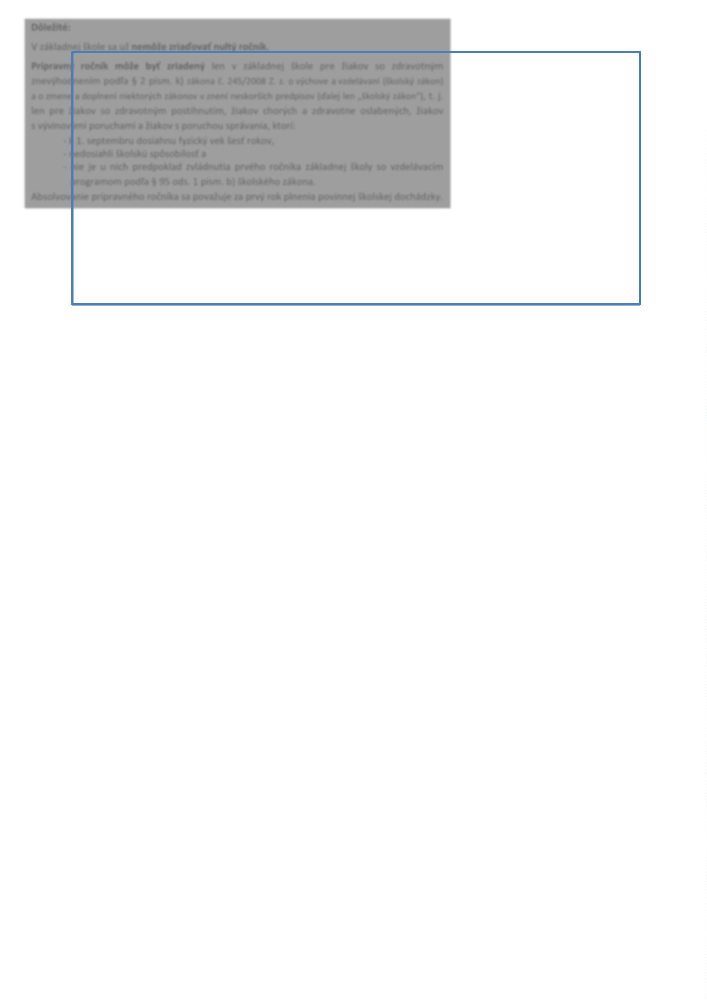 Dôležité:
V základnej škole sa už nemôže zriaďovať nultý ročník.
Prípravný ročník môže byť zriadený len v základnej škole pre žiakov so zdravotným
znevýhodnením podľa § 2 písm. k) zákona č. 245/2008 Z. z. o výchove a vzdelávaní (školský zákon)
a o zmene a doplnení niektorých zákonov v znení neskorších predpisov (ďalej len „školský zákon“), t. j.
len pre žiakov so zdravotným postihnutím, žiakov chorých a zdravotne oslabených, žiakov
s vývinovými poruchami a žiakov s poruchou správania, ktorí:
- k 1. septembru dosiahnu fyzický vek šesť rokov,
- nedosiahli školskú spôsobilosť a
- nie je u nich predpoklad zvládnutia prvého ročníka základnej školy so vzdelávacím
programom podľa § 95 ods. 1 písm. b) školského zákona.
Absolvovanie prípravného ročníka sa považuje za prvý rok plnenia povinnej školskej dochádzky.